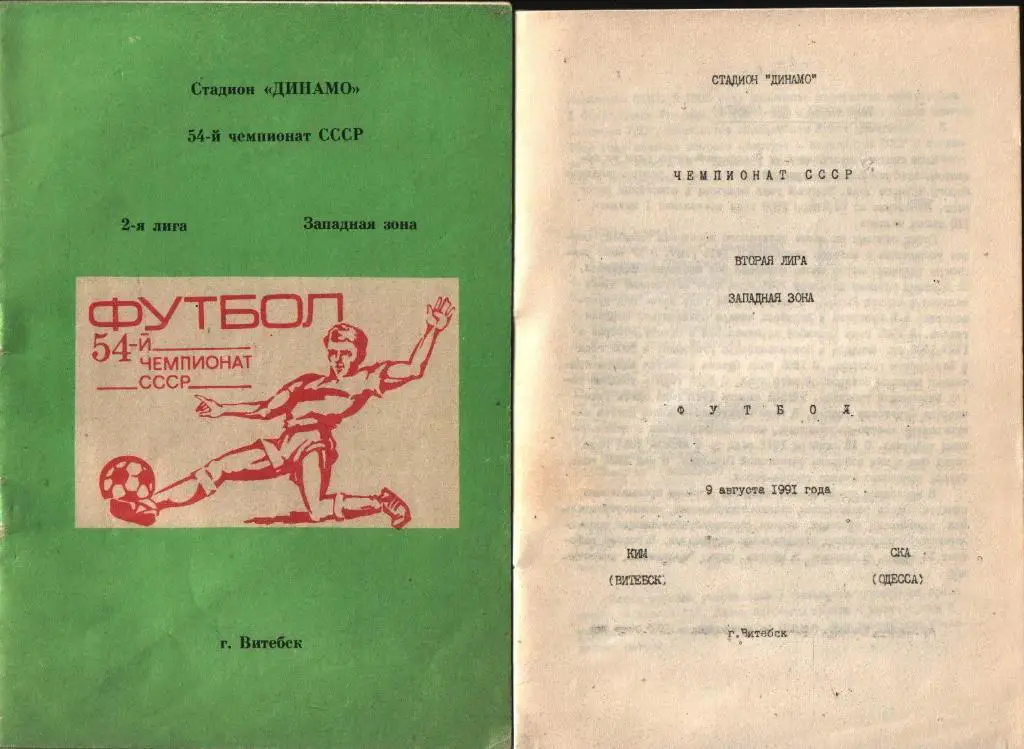 Стадион «ДИНАМО»
54-й чемпионат СССР
2-я лига Западная зона
ФУТБОЛ
54-й
ЧЕМПИОНАТ
СССР
г. Витебск
СТАДИОН "ДИНАМО"
ЧЕМПИОНАТ СССР
ВТОРАЯ ЛИГА
ЗАПАДНАЯ ЗОНА
ФУТБОЛ
9 августа 1991 года
КИМ СКА
(ВИТЕБСК) (ОДЕССА)
г.Витебск